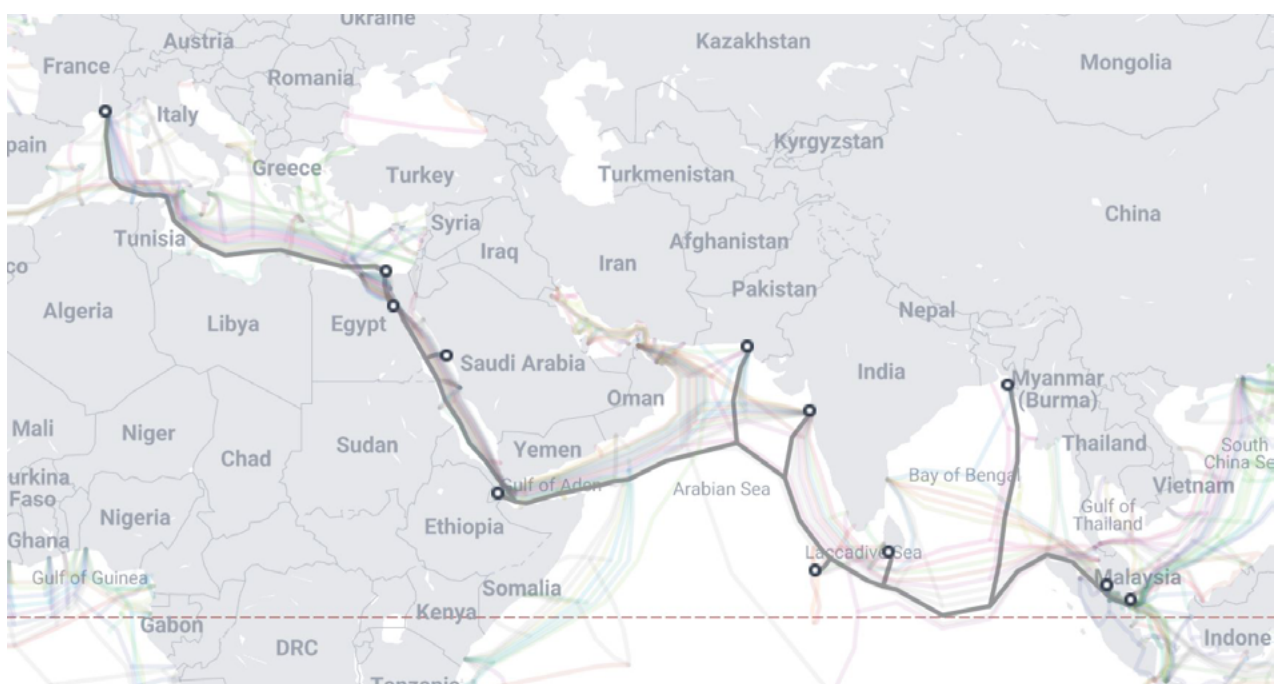 Ukraine
Austria
Kazakhstan
France
Mongolia
Romania
Italy
Kyrgyzstan
pain
Greece
Turkey
Turkmenistan
China
Syria
Tunisia
Afghanistan
Iraq
Iran
co
Pakistan
Nepal
Algeria
Libya
Egypt
Saudi Arabia
India
Myanmar
(Burma)
Oman
Mali
Niger
Sudan
Yemen
Thailand
Chad
South
China Se
urkina
Faso
Gulf of Aden
Arabian Sea
Bay of Bengal
Vietnam
Nigeria
Ethiopia
Gulf of
Thailand
Ghana
Laccadive Sea
Gulf of Guinea
Somalia
Malaysia
Kenya
Gabon
DRC
Indone
Tanzania